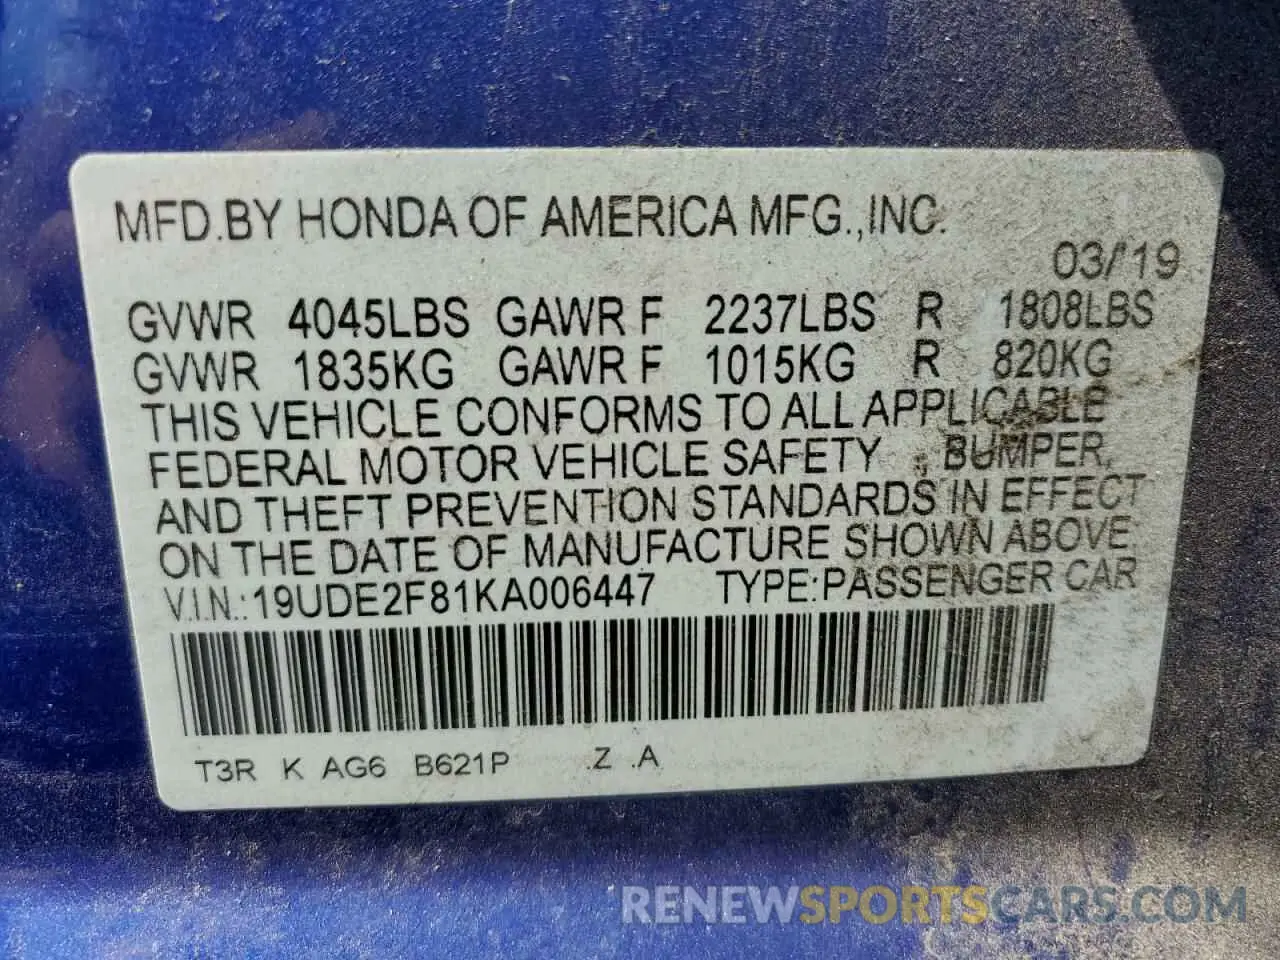 MFD.BY HONDA OF AMERICA MFG.,INC.
03/19
GVWR 4045LBS GAWR F 2237LBS R 1808LBS
GVWR 1835KG GAWR F 1015KG R 820KG
THIS VEHICLE CONFORMS TO ALL APPLICABLE
FEDERAL MOTOR VEHICLE SAFETY , BUMPER,
AND THEFT PREVENTION STANDARDS IN EFFECT
ON THE DATE OF MANUFACTURE SHOWN ABOVE
V.I.N.:19UDE2F81KA006447 TYPE:PASSENGER CAR
T3R K AG6 B621P .Z .A
RENEWSPORTSCARS.COM